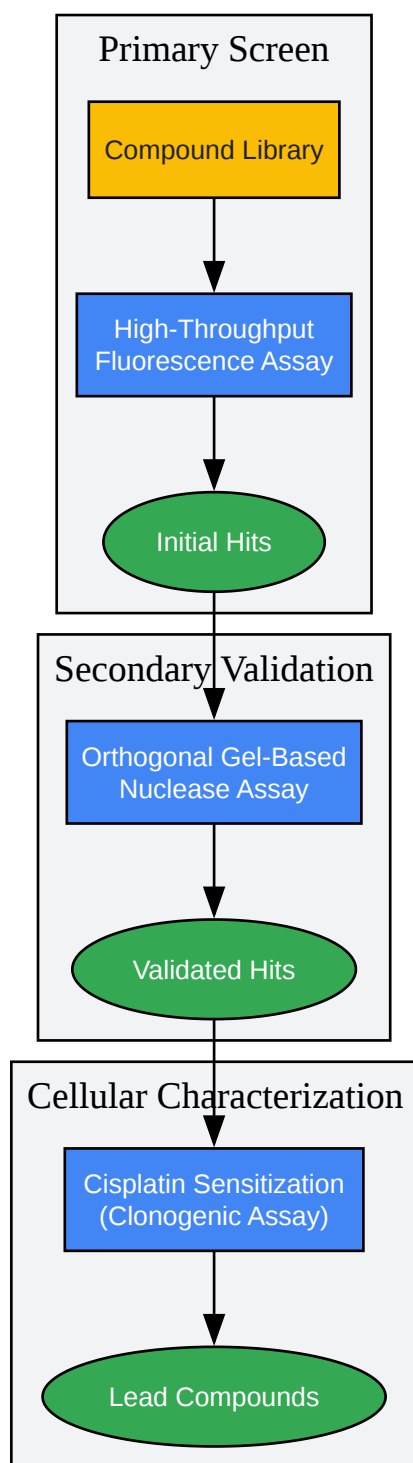 Primary Screen
Compound Library
High-Throughput
Fluorescence Assay
Initial Hits
Secondary Validation
Orthogonal Gel-Based
Nuclease Assay
Validated Hits
Cellular Characterization
Cisplatin Sensitization
(Clonogenic Assay)
Lead Compounds